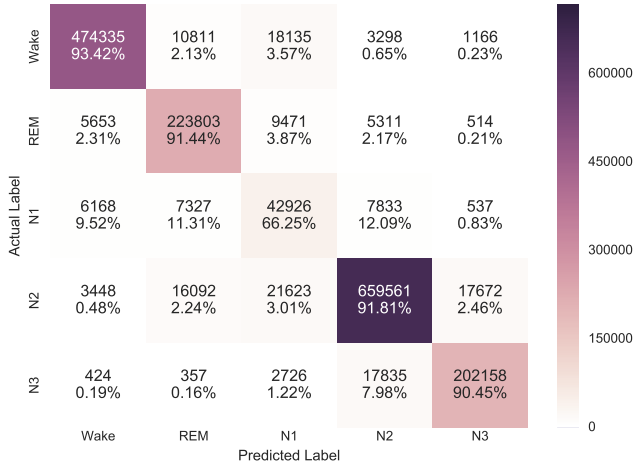 Actual Label
Wake
474335 10811 18135 3298 1166
93.42% 2.13% 3.57% 0.65% 0.23%
REM
5653 223803 9471 5311 514
2.31% 91.44% 3.87% 2.17% 0.21%
N1
6168 7327 42926 7833 537
9.52% 11.31% 66.25% 12.09% 0.83%
N2
3448 16092 21623 659561 17672
0.48% 2.24% 3.01% 91.81% 2.46%
N3
424 357 2726 17835 202158
0.19% 0.16% 1.22% 7.98% 90.45%
Wake REM N1 N2 N3
Predicted Label
600000
450000
300000
150000
0